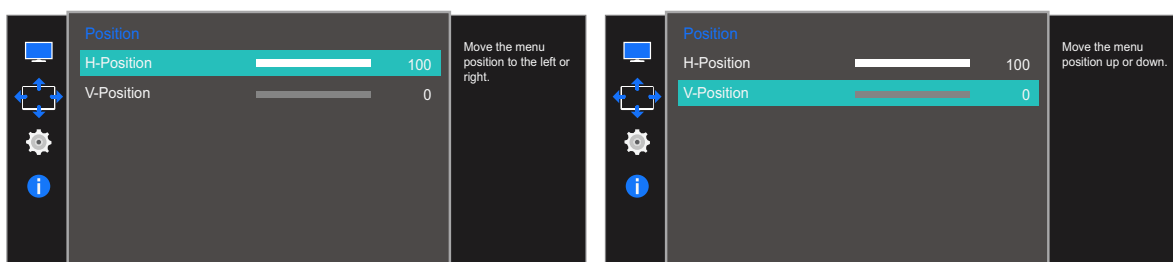 Position
H-Position 100
V-Position 0
Move the menu
position to the left or
right.
Position
H-Position 100
V-Position 0
Move the menu
position up or down.